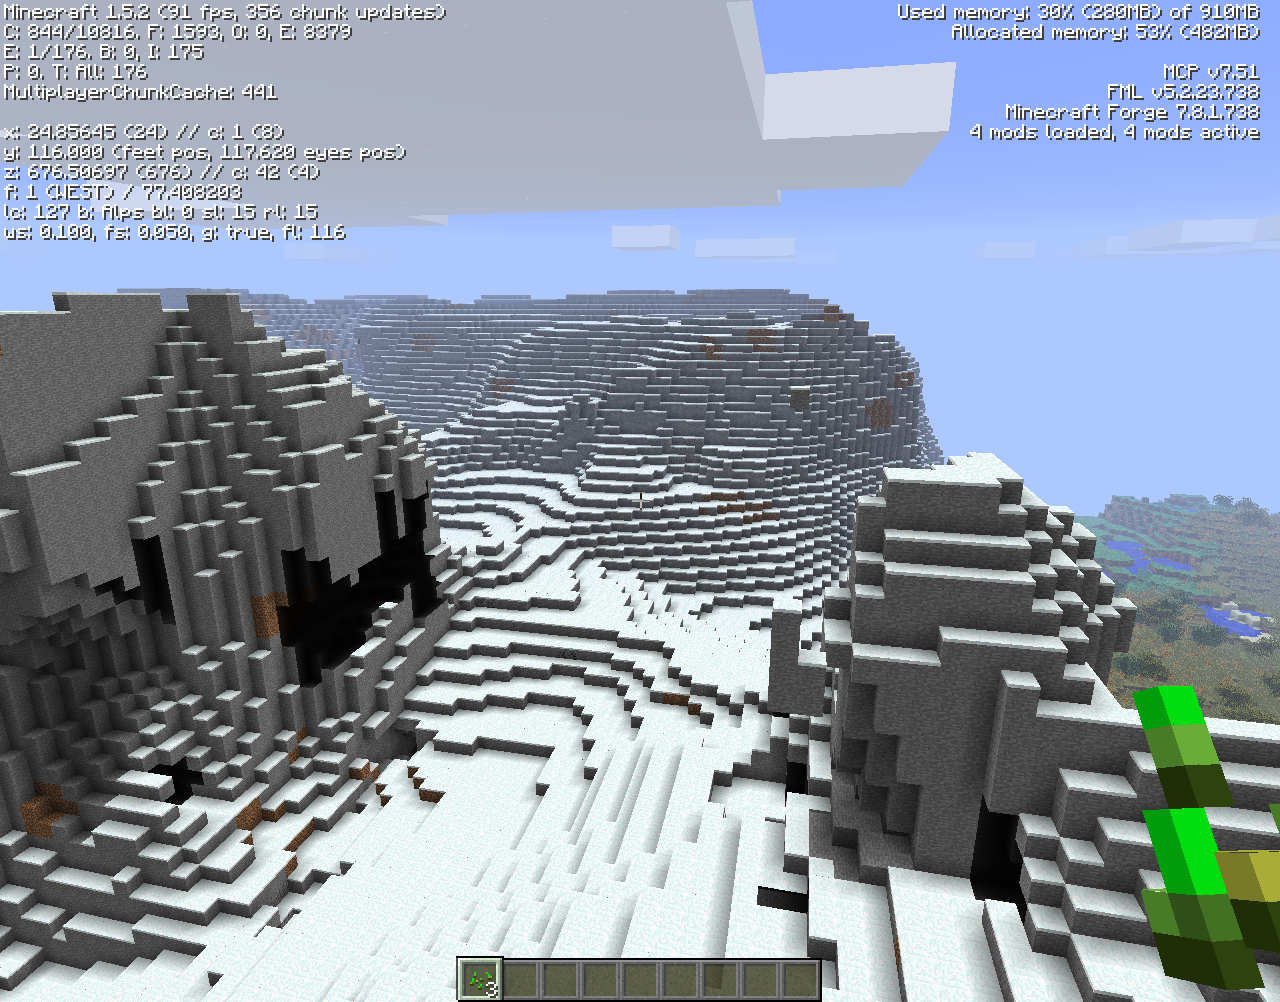 Minecraft 1.5.2 (91 fps, 356 chunk updates)
C: 844/10816. F: 1593, O: 0, E: 8379
E: 1/176. B: 0, I: 175
P: 0, T: All: 176
MultiplayerChunkCache: 441
x: 24.85645 (24) // c: 1 (8)
y: 116.000 (feet pos, 117.620 eyes pos)
z: 676.50697 (676) // c: 42 (4)
f: 1 (WEST) / 77.408203
lc: 127 b: Alps bl: 0 sl: 15 rl: 15
ws: 0.100, fs: 0.050, g: true, fl: 116
Used memory: 30% (280MB) of 910MB
Allocated memory: 53% (482MB)
MCP v7.51
FML v5.2.23.738
Minecraft Forge 7.8.1.738
4 mods loaded, 4 mods active
3